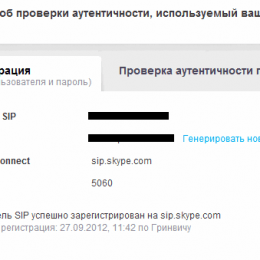 об проверки аутентичности, используемый ваш
рация
Проверка аутентичности п
ьзователя и пароль)
SIP
Генерировать нов
onnect
sip.skype.com
5060
ль SIP успешно зарегистрирован на sip.skype.com
регистрация: 27.09.2012, 11:42 по Гринвичу